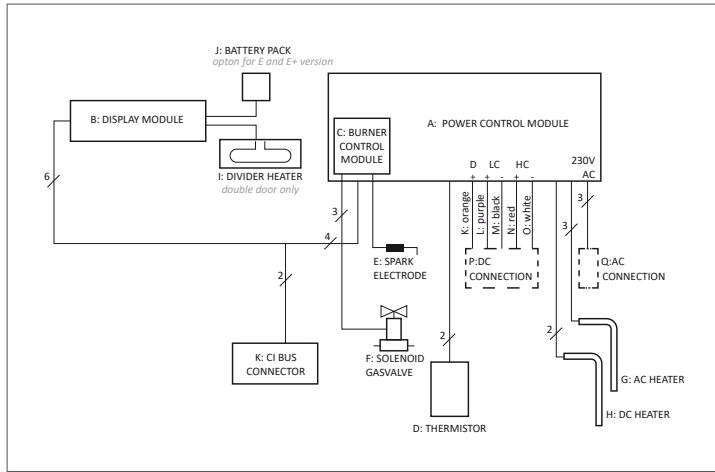 J: BATTERY PACK
opton for E and E+ version
B: DISPLAY MODULE
A: POWER CONTROL MODULE
C: BURNER
CONTROL
MODULE
I: DIVIDER HEATER
double door only
D LC HC 230V
AC
+ + - + -
6
3
4
3
3
K: orange
L: purple
M: black
N: red
O: white
E: SPARK
ELECTRODE
P:DC
CONNECTION
Q:AC
CONNECTION
2
2
2
K: CI BUS
CONNECTOR
F: SOLENOID
GASVALVE
G: AC HEATER
H: DC HEATER
D: THERMISTOR